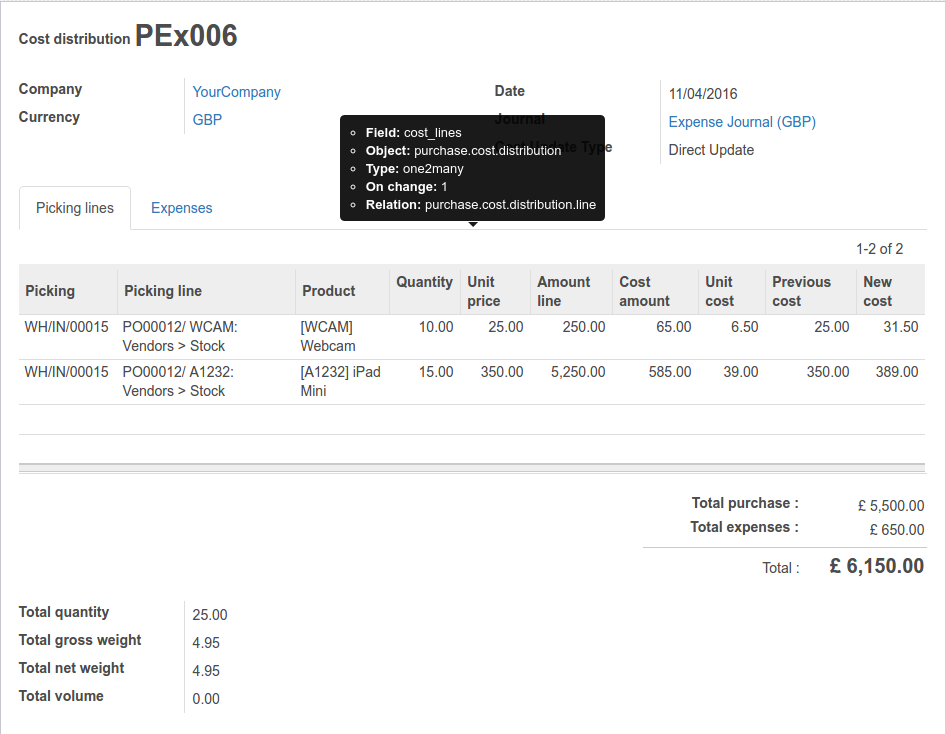 Cost distribution PEx006
Company YourCompany
Currency GBP
Date 11/04/2016
Journal Expense Journal (GBP)
Cost Update Type Direct Update
Field: cost_lines
Object: purchase.cost.distribution
Type: one2many
On change: 1
Relation: purchase.cost.distribution.line
Picking lines Expenses
1-2 of 2
Picking Picking line Product Quantity Unit price Amount line Cost amount Unit cost Previous cost New cost
WH/IN/00015 PO00012/ WCAM: [WCAM] 10.00 25.00 250.00 65.00 6.50 25.00 31.50
Vendors > Stock Webcam
WH/IN/00015 PO00012/ A1232: [A1232] iPad 15.00 350.00 5,250.00 585.00 39.00 350.00 389.00
Vendors > Stock Mini
Total purchase : £ 5,500.00
Total expenses : £ 650.00
Total : £ 6,150.00
Total quantity 25.00
Total gross weight 4.95
Total net weight 4.95
Total volume 0.00